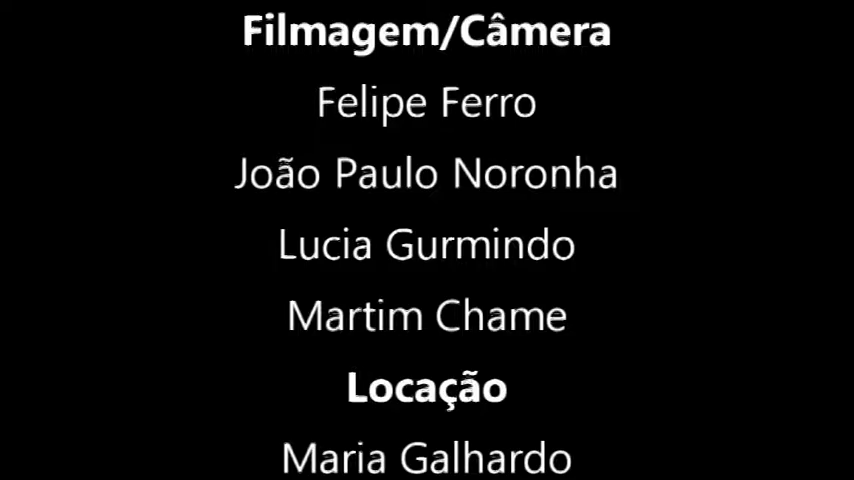 Filmagem/Câmera
Felipe Ferro
João Paulo Noronha
Lucia Gurmindo
Martim Chame
Locação
Maria Galhardo